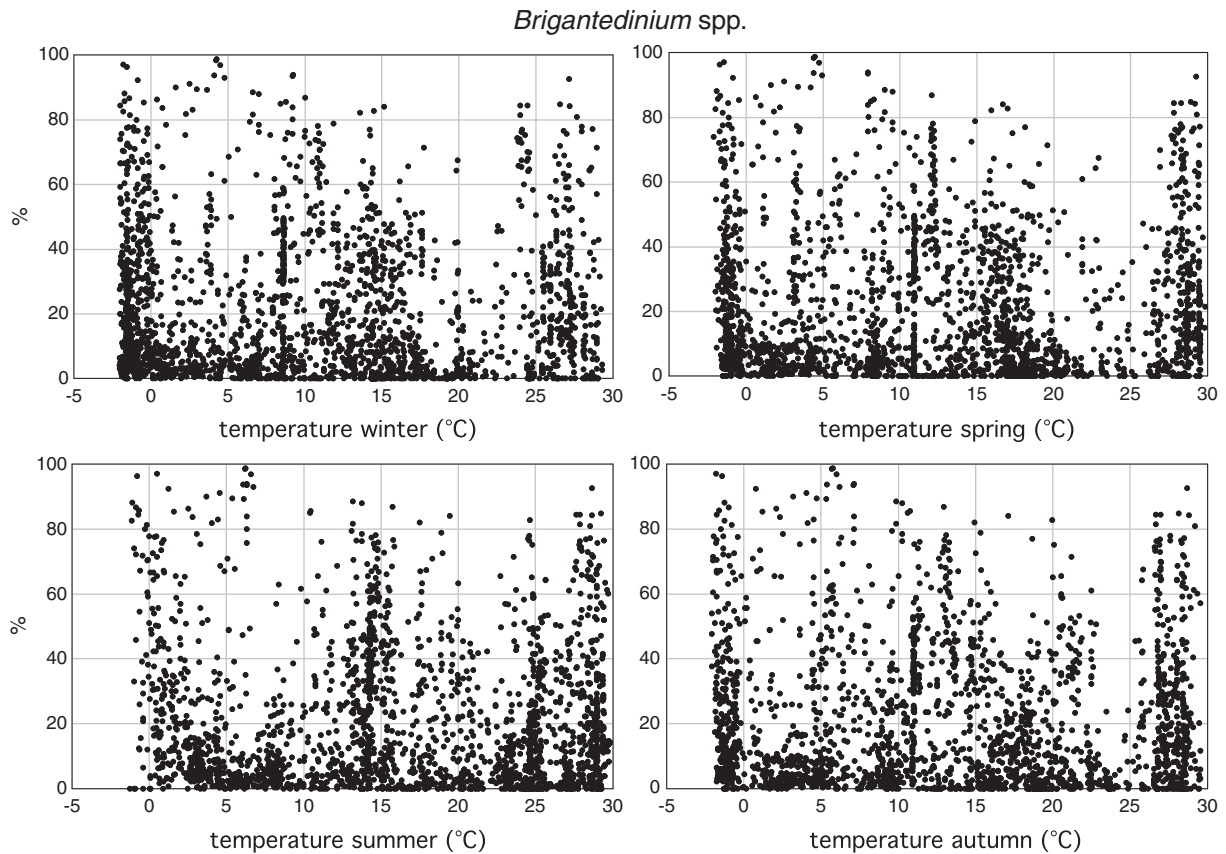 Brigantedinium spp.
100
80
60
40
20
0
%
-5 0 5 10 15 20 25 30
temperature winter (°C)
100
80
60
40
20
0
-5 0 5 10 15 20 25 30
temperature spring (°C)
100
80
60
40
20
0
%
-5 0 5 10 15 20 25 30
temperature summer (°C)
100
80
60
40
20
0
-5 0 5 10 15 20 25 30
temperature autumn (°C)